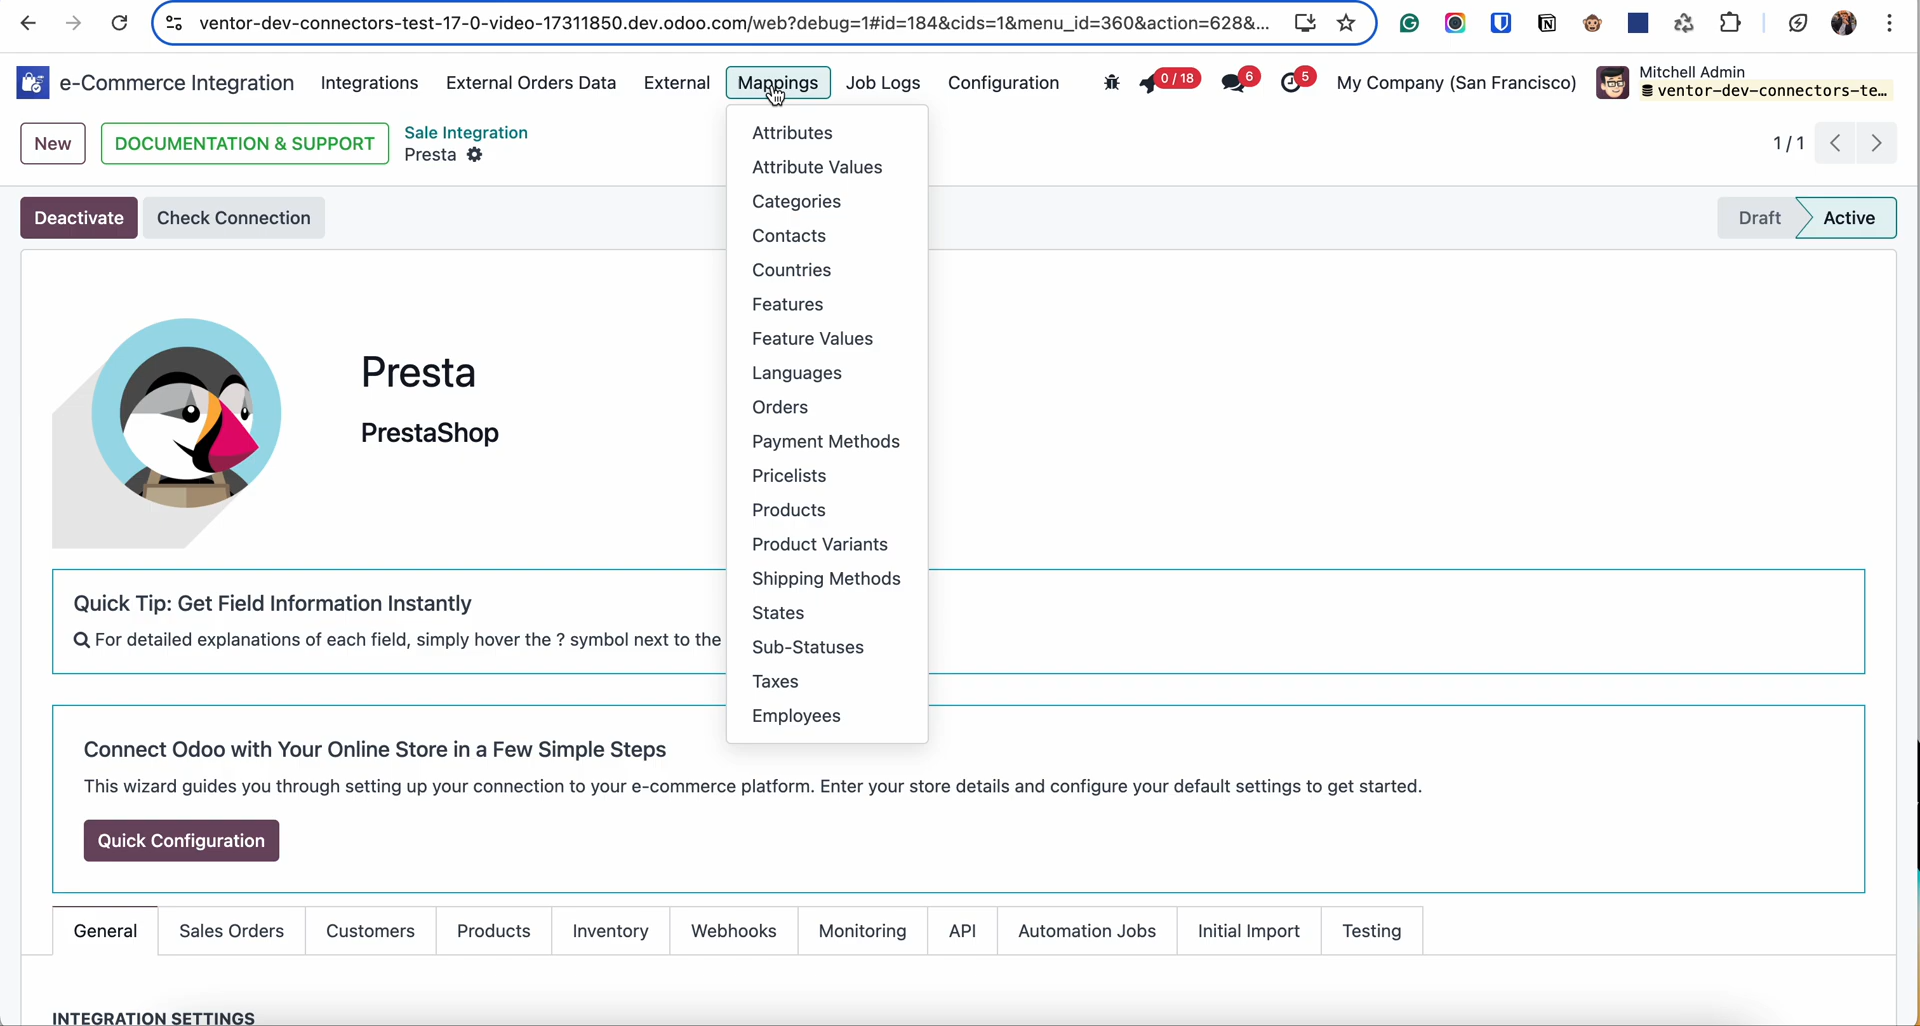 ventor-dev-connectors-test-17-0-video-17311850.dev.odoo.com/web?debug=1#id=184&cids=1&menu_id=360&action=628&...
e-Commerce Integration
Integrations
External Orders Data
External
Mappings
Job Logs
Configuration
0 / 18
6
5
My Company (San Francisco)
Mitchell Admin
ventor-dev-connectors-te...
New
DOCUMENTATION & SUPPORT
Sale Integration
Presta
1 / 1
Deactivate
Check Connection
Draft
Active
Attributes
Attribute Values
Categories
Contacts
Countries
Features
Feature Values
Languages
Orders
Payment Methods
Pricelists
Products
Product Variants
Shipping Methods
States
Sub-Statuses
Taxes
Employees
Presta
PrestaShop
Quick Tip: Get Field Information Instantly
For detailed explanations of each field, simply hover the ? symbol next to the
Connect Odoo with Your Online Store in a Few Simple Steps
This wizard guides you through setting up your connection to your e-commerce platform. Enter your store details and configure your default settings to get started.
Quick Configuration
General
Sales Orders
Customers
Products
Inventory
Webhooks
Monitoring
API
Automation Jobs
Initial Import
Testing
INTEGRATION SETTINGS